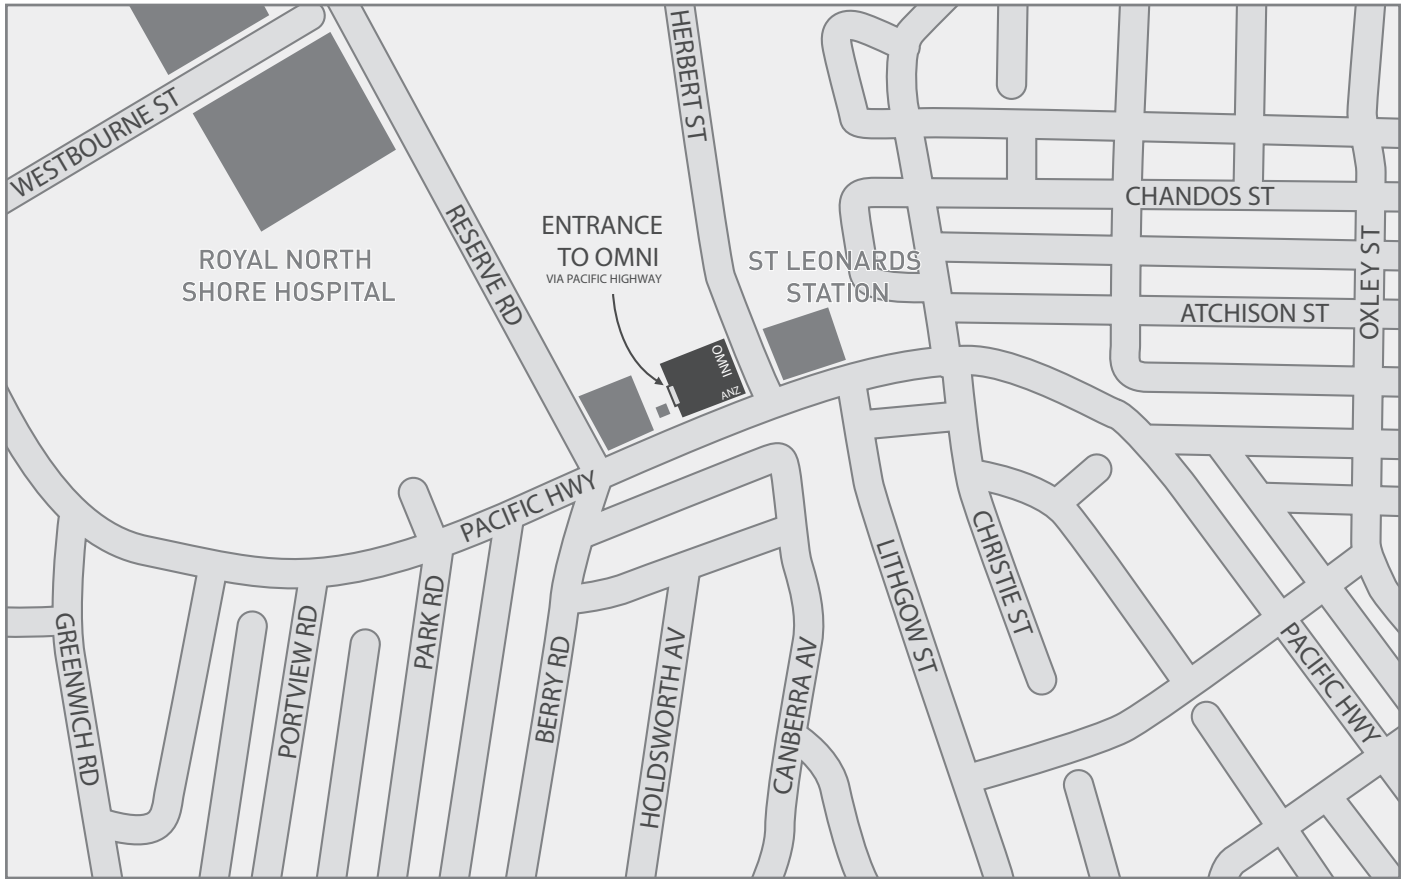 HERBERT ST
WESTBOURNE ST
CHANDOS ST
RESERVE RD
ENTRANCE
TO OMNI
VIA PACIFIC HIGHWAY
ROYAL NORTH
SHORE HOSPITAL
ST LEONARDS
STATION
OXLEY ST
ATCHISON ST
OMNI
ANZ
PACIFIC HWY
LITHGOW ST
CHRISTIE ST
GREENWICH RD
PORTVIEW RD
PARK RD
BERRY RD
HOLDSWORTH AV
CANBERRA AV
PACIFIC HWY